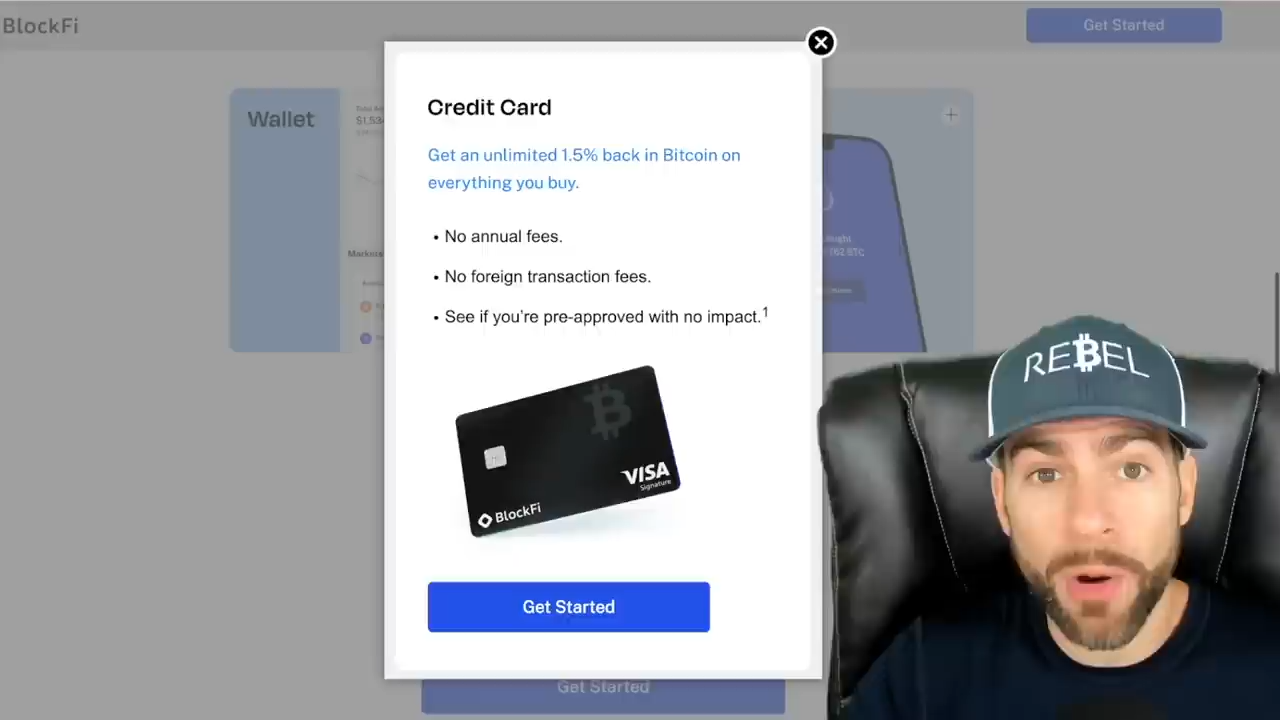 BlockFi
Get Started
Wallet
Credit Card
Get an unlimited 1.5% back in Bitcoin on
everything you buy.
• No annual fees.
• No foreign transaction fees.
• See if you're pre-approved with no impact.1
VISA
Signature
BlockFi
Get Started
Get Started
REBEL